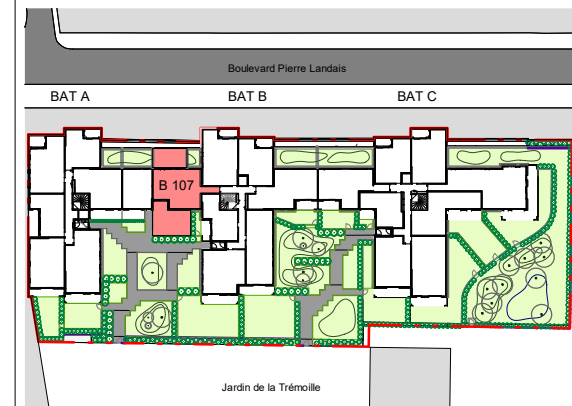 Boulevard Pierre Landais
BAT A BAT B BAT C
B 107
Jardin de la Trémoille